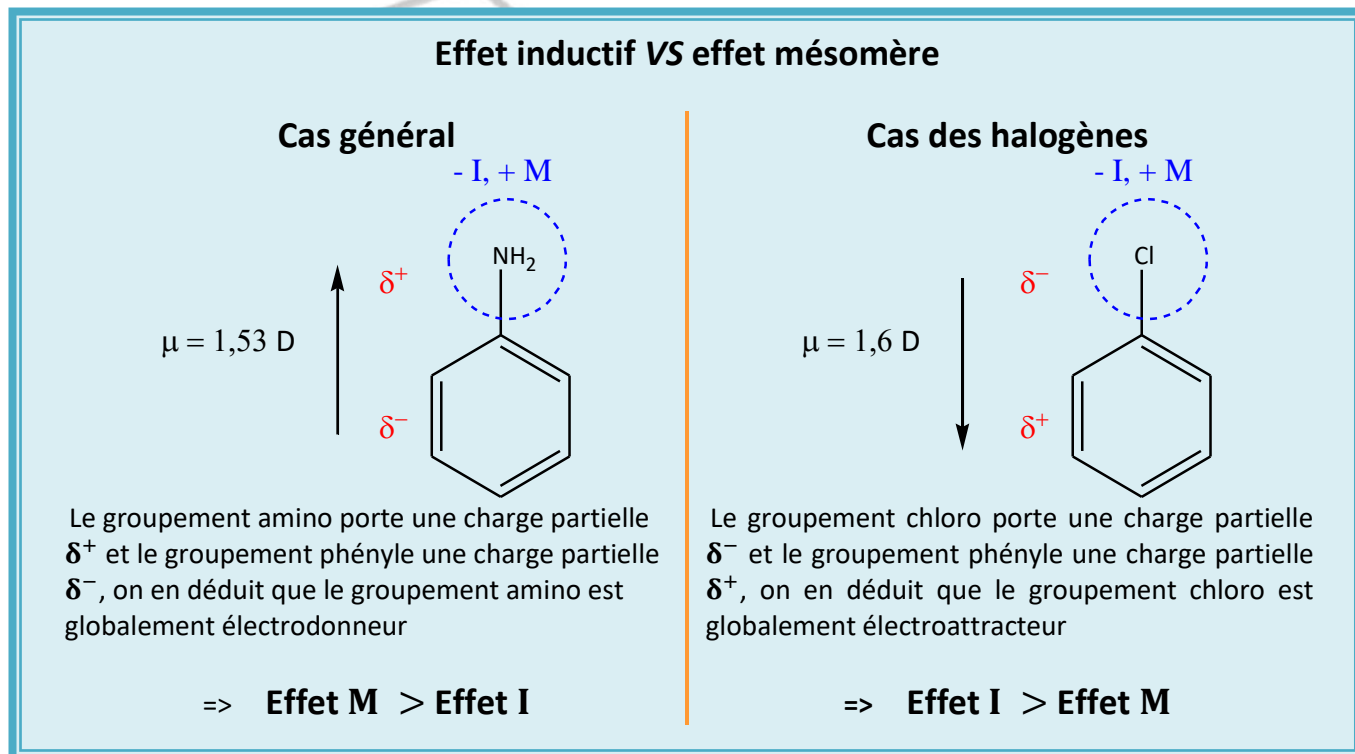 Effet inductif VS effet mésomère
Cas général
- I, + M
NH₂
δ⁺
μ = 1,53 D
δ⁻
Le groupement amino porte une charge partielle
δ⁺ et le groupement phényle une charge partielle
δ⁻, on en déduit que le groupement amino est
globalement électrodonneur
=> Effet M > Effet I
Cas des halogènes
- I, + M
Cl
δ⁻
μ = 1,6 D
δ⁺
Le groupement chloro porte une charge partielle
δ⁻ et le groupement phényle une charge partielle
δ⁺, on en déduit que le groupement chloro est
globalement électroattracteur
=> Effet I > Effet M